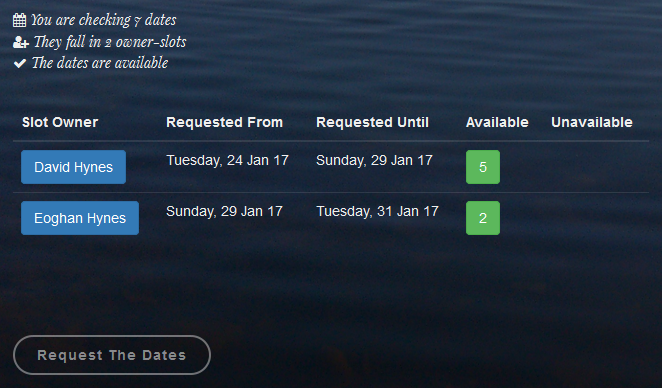 You are checking 7 dates
They fall in 2 owner-slots
The dates are available
Slot Owner Requested From Requested Until Available Unavailable
David Hynes Tuesday, 24 Jan 17 Sunday, 29 Jan 17 5
Eoghan Hynes Sunday, 29 Jan 17 Tuesday, 31 Jan 17 2
Request The Dates